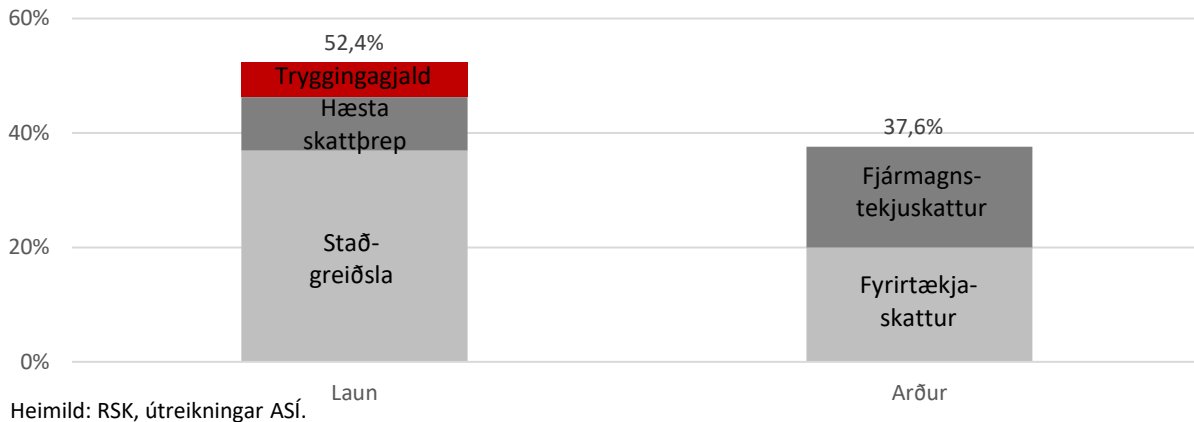 60%
52,4%
Tryggingagjald
Hæsta
skattþrep
40%
37,6%
Fjármagns-
tekjuskattur
Stað-
greiðsla
20%
Fyrirtækja-
skattur
0%
Laun
Arður
Heimild: RSK, útreikningar ASÍ.